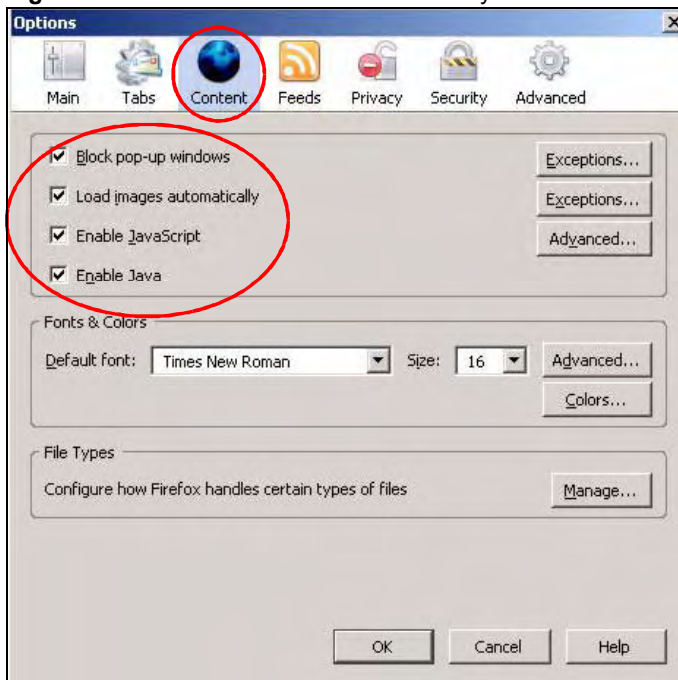 Options
Main Tabs Content Feeds Privacy Security Advanced
Block pop-up windows Exceptions...
Load images automatically Exceptions...
Enable JavaScript Advanced...
Enable Java
Fonts & Colors
Default font: Times New Roman Size: 16 Advanced...
Colors...
File Types
Configure how Firefox handles certain types of files Manage...
OK Cancel Help